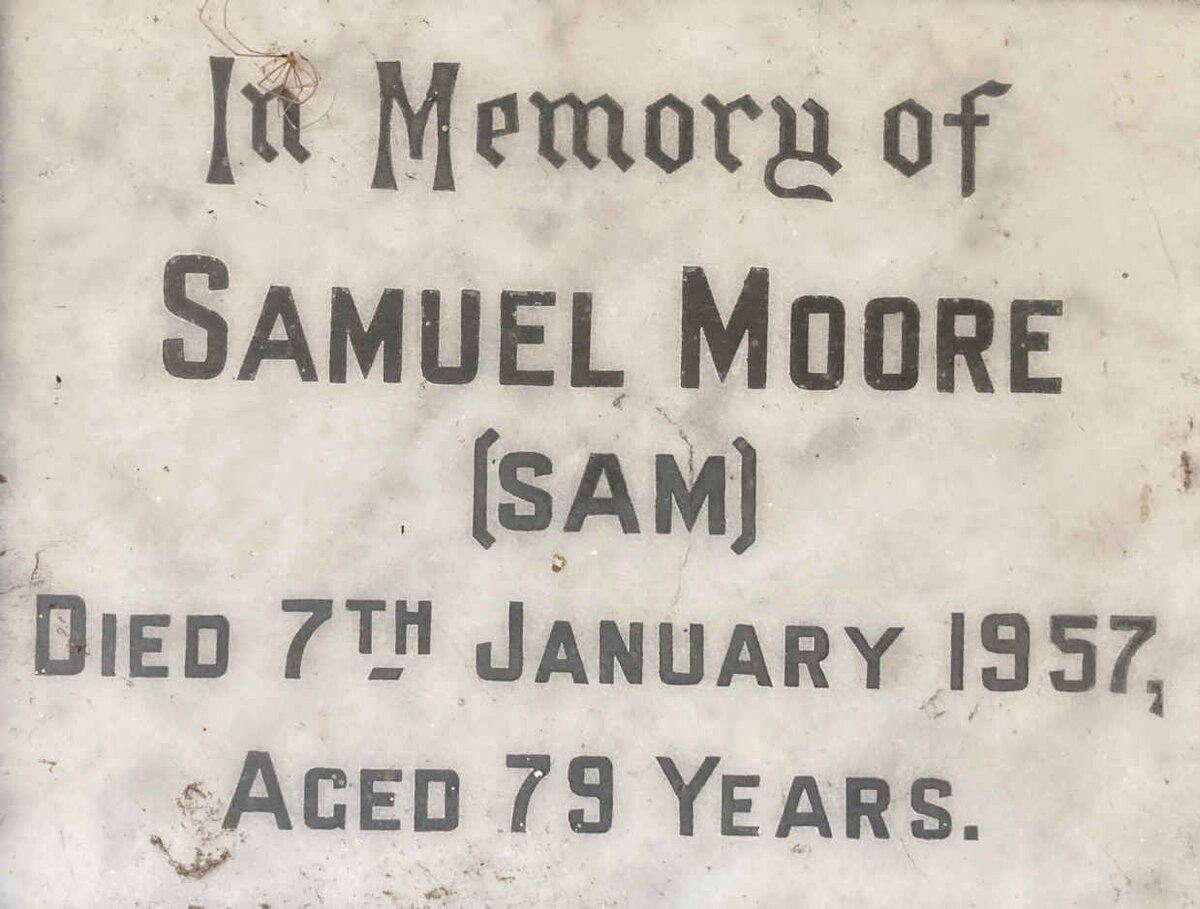 In Memory of
SAMUEL MOORE
(SAM)
DIED 7TH JANUARY 1957,
AGED 79 YEARS.